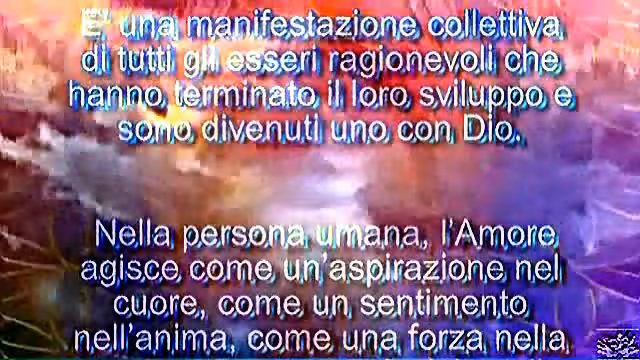 E' una manifestazione collettiva
di tutti gli esseri ragionevoli che
hanno terminato il loro sviluppo e
sono divenuti uno con Dio.
Nella persona umana, l'Amore
agisce come un'aspirazione nel
cuore, come un sentimento
nell'anima, come una forza nella